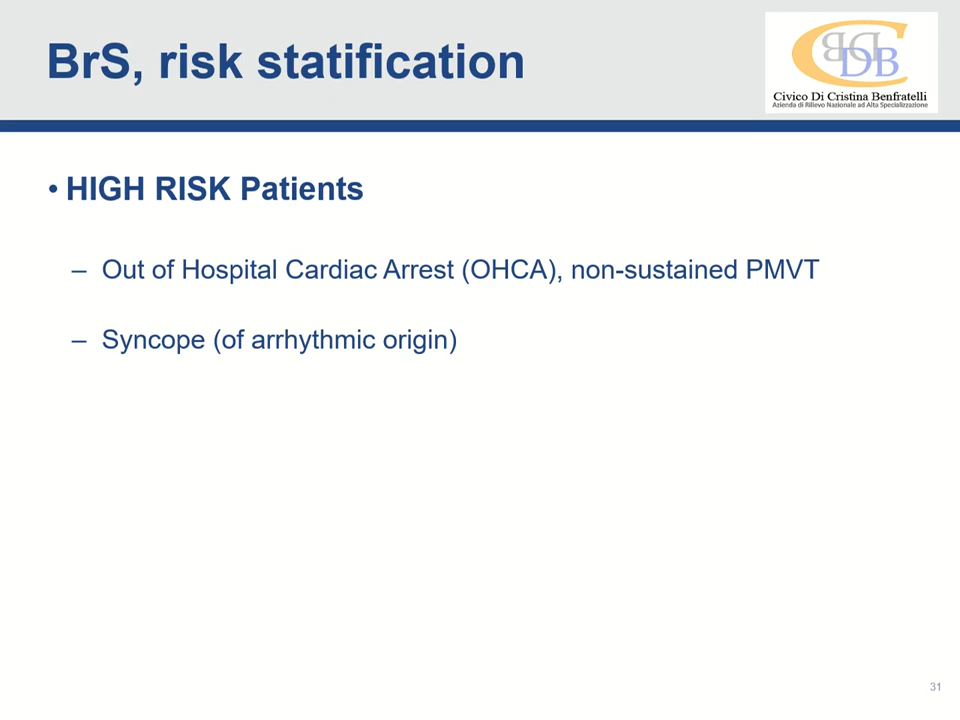 BrS, risk statification
CBDDB
Civico Di Cristina Benfratelli
Azienda di Rilievo Nazionale ad Alta Specializzazione
• HIGH RISK Patients
– Out of Hospital Cardiac Arrest (OHCA), non-sustained PMVT
– Syncope (of arrhythmic origin)
31